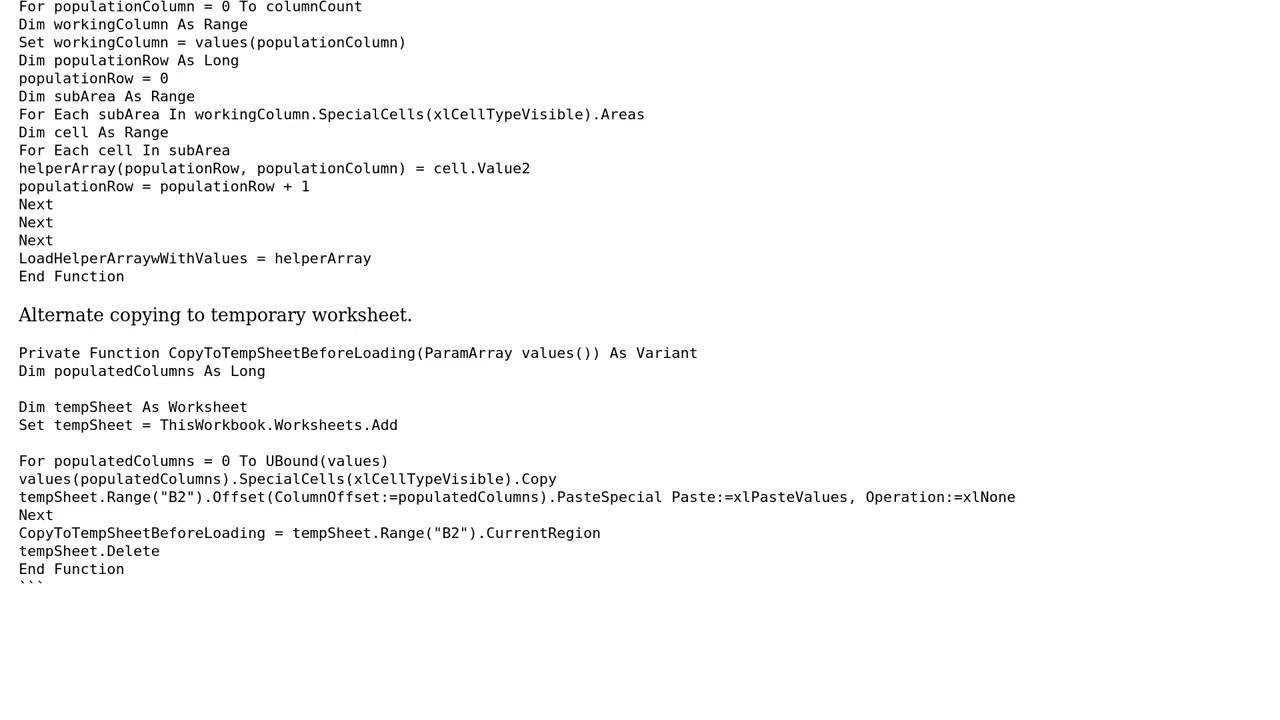 For populationColumn = 0 To columnCount
Dim workingColumn As Range
Set workingColumn = values(populationColumn)
Dim populationRow As Long
populationRow = 0
Dim subArea As Range
For Each subArea In workingColumn.SpecialCells(xlCellTypeVisible).Areas
Dim cell As Range
For Each cell In subArea
helperArray(populationRow, populationColumn) = cell.Value2
populationRow = populationRow + 1
Next
Next
Next
LoadHelperArraywWithValues = helperArray
End Function
Alternate copying to temporary worksheet.
Private Function CopyToTempSheetBeforeLoading(ParamArray values()) As Variant
Dim populatedColumns As Long
Dim tempSheet As Worksheet
Set tempSheet = ThisWorkbook.Worksheets.Add
For populatedColumns = 0 To UBound(values)
values(populatedColumns).SpecialCells(xlCellTypeVisible).Copy
tempSheet.Range("B2").Offset(ColumnOffset:=populatedColumns).PasteSpecial Paste:=xlPasteValues, Operation:=xlNone
Next
CopyToTempSheetBeforeLoading = tempSheet.Range("B2").CurrentRegion
tempSheet.Delete
End Function
```